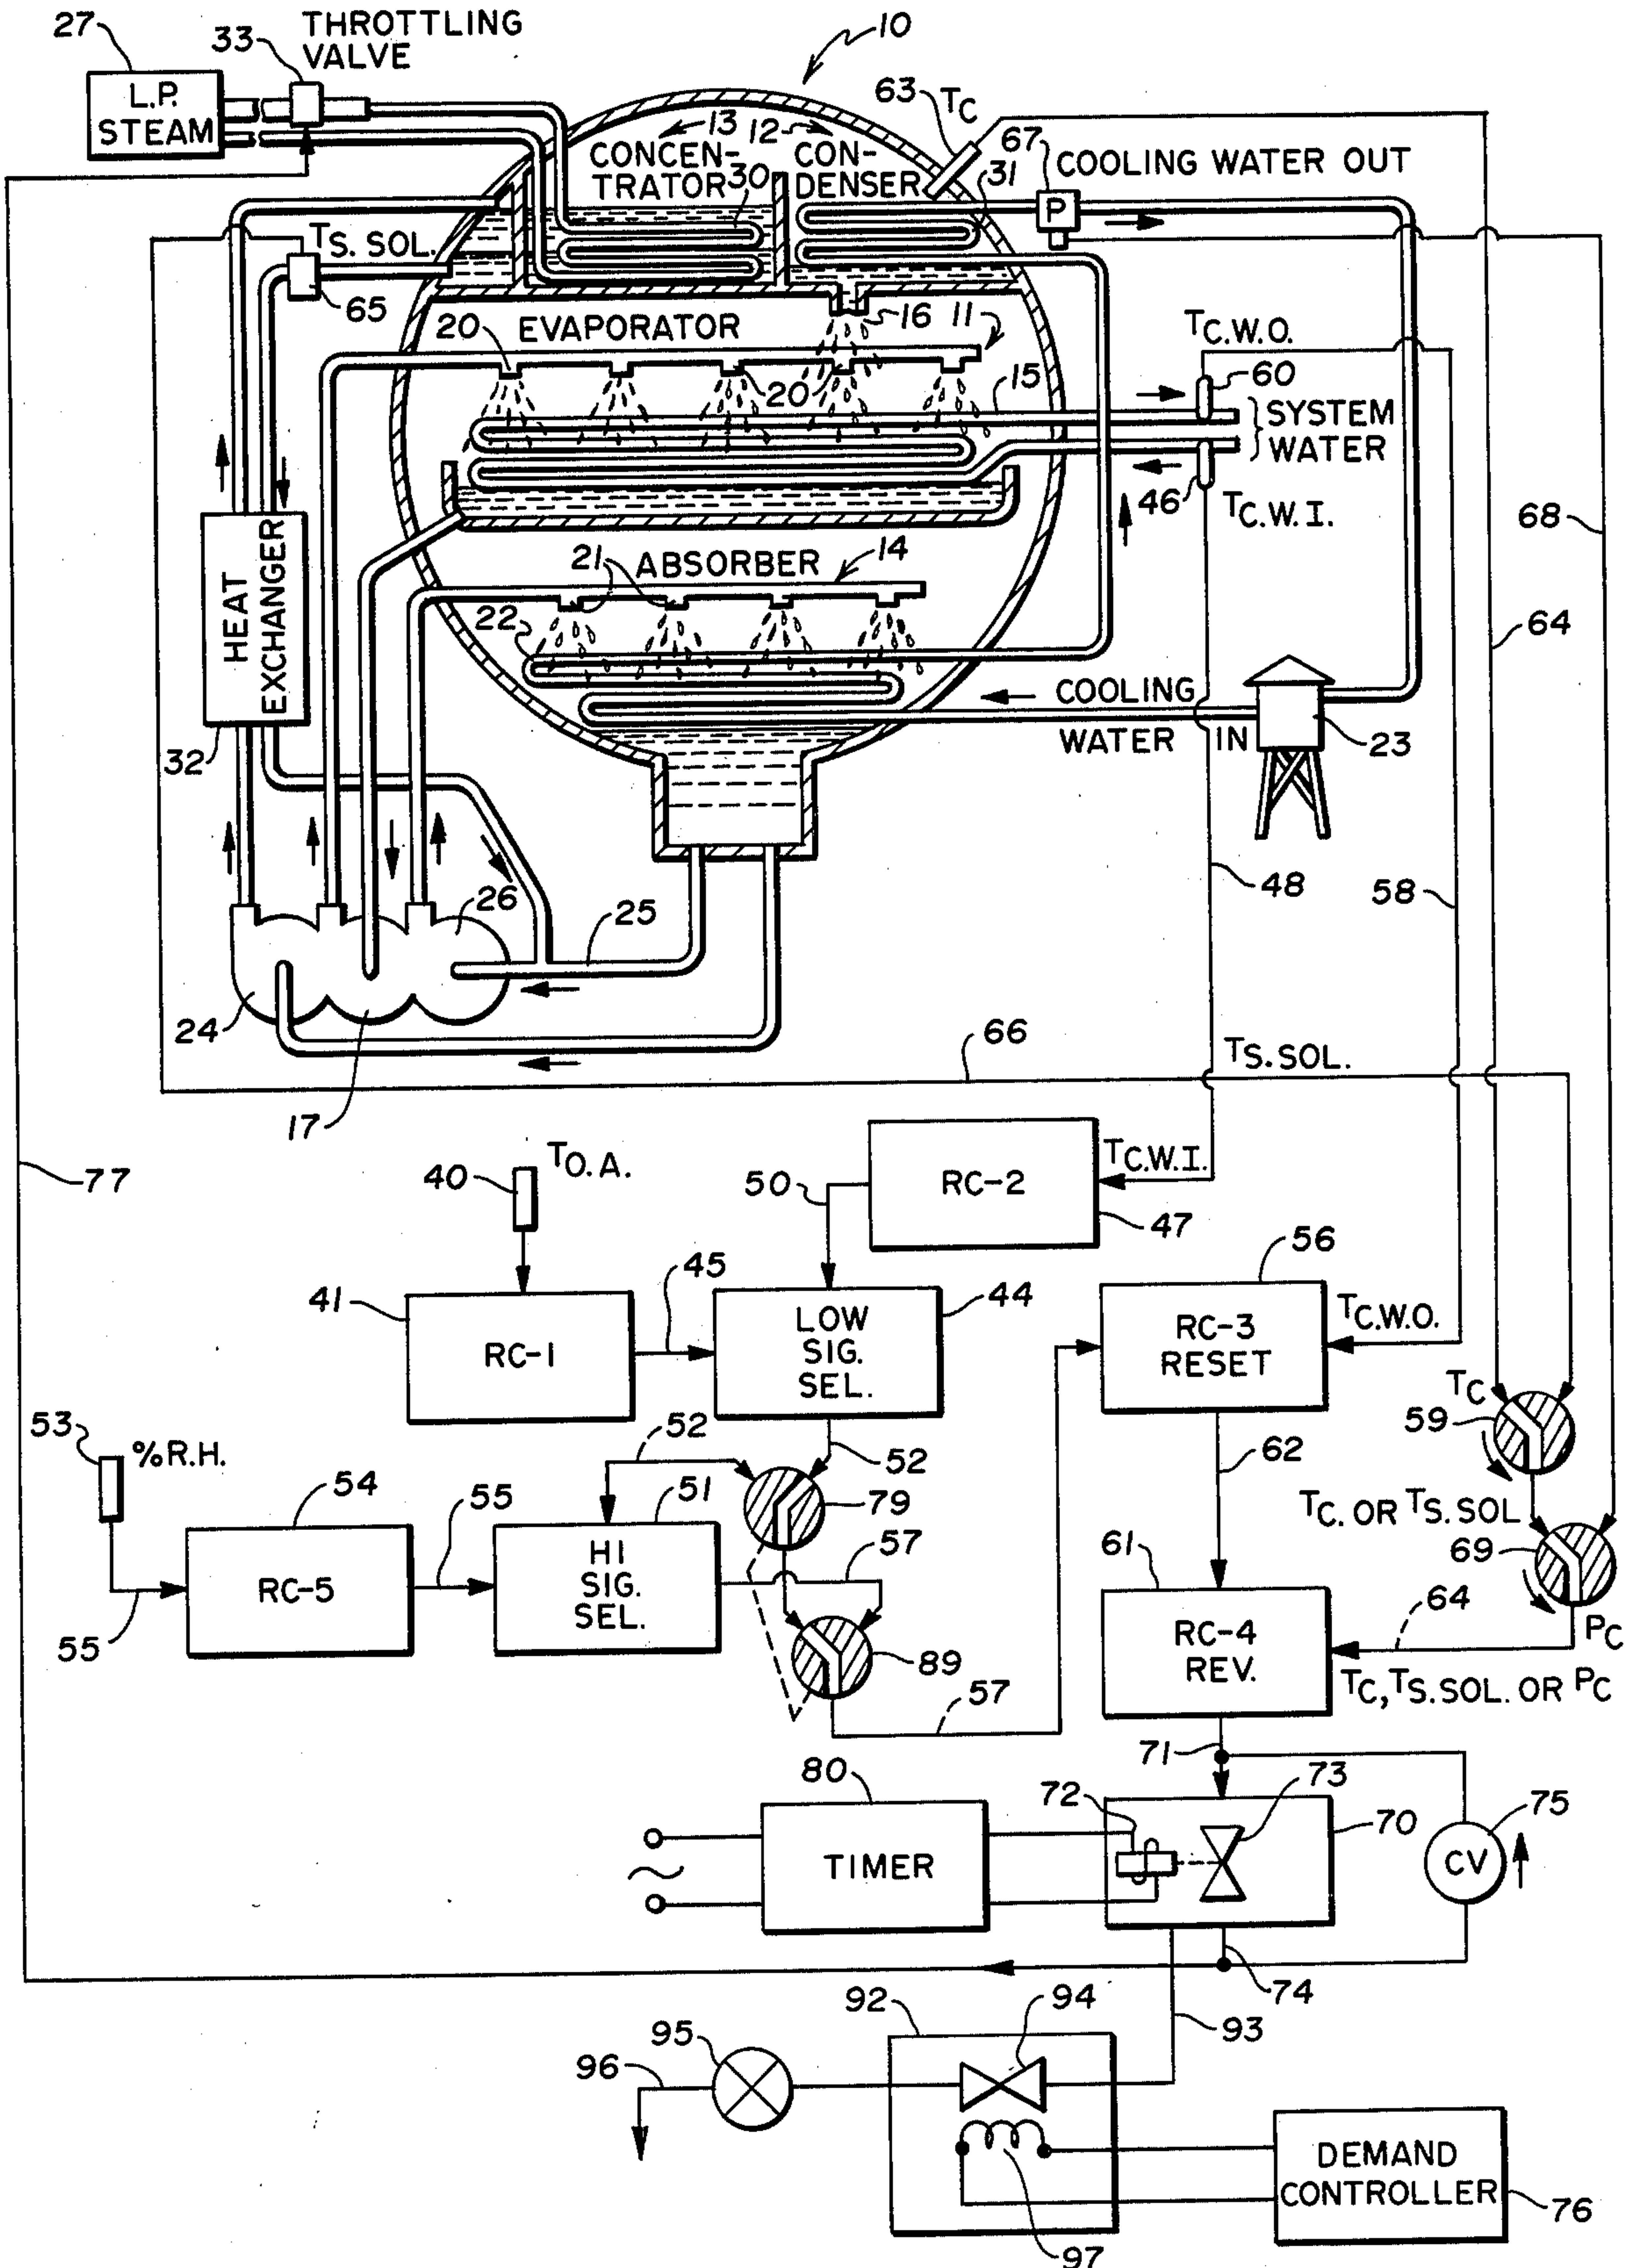 27
33
THROTTLING
VALVE
10
L.P.
STEAM
63
TC
13
12
CONCEN-
TRATOR
30
CON-
DENSER
67
31
P
COOLING WATER OUT
TS. SOL.
65
EVAPORATOR
16
11
20
20
15
TC.W.O.
60
SYSTEM
WATER
46
TC.W.I.
68
HEAT
EXCHANGER
ABSORBER
14
21
22
64
COOLING
WATER IN
23
32
26
25
48
58
24
17
66
TS.SOL.
77
40
TO.A.
50
RC-2
TC.W.I.
47
56
41
RC-1
45
LOW
SIG.
SEL.
44
RC-3
RESET
TC.W.O.
TC
59
53
%R.H.
52
52
54
55
51
79
62
TC. OR TS.SOL
69
RC-5
55
HI
SIG.
SEL.
57
61
89
RC-4
REV.
64
PC
TC, TS.SOL. OR PC
57
71
80
72
73
75
TIMER
70
CV
74
92
94
93
95
96
97
DEMAND
CONTROLLER
76